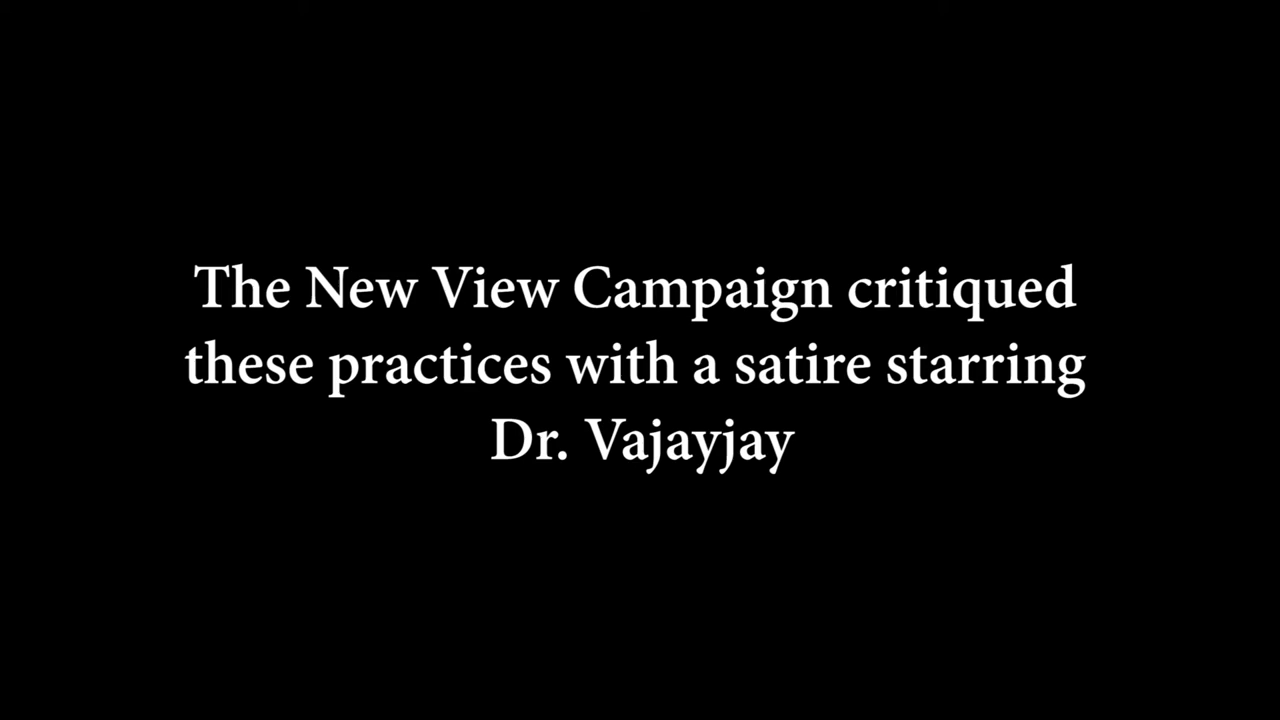 The New View Campaign critiqued
these practices with a satire starring
Dr. Vajayjay